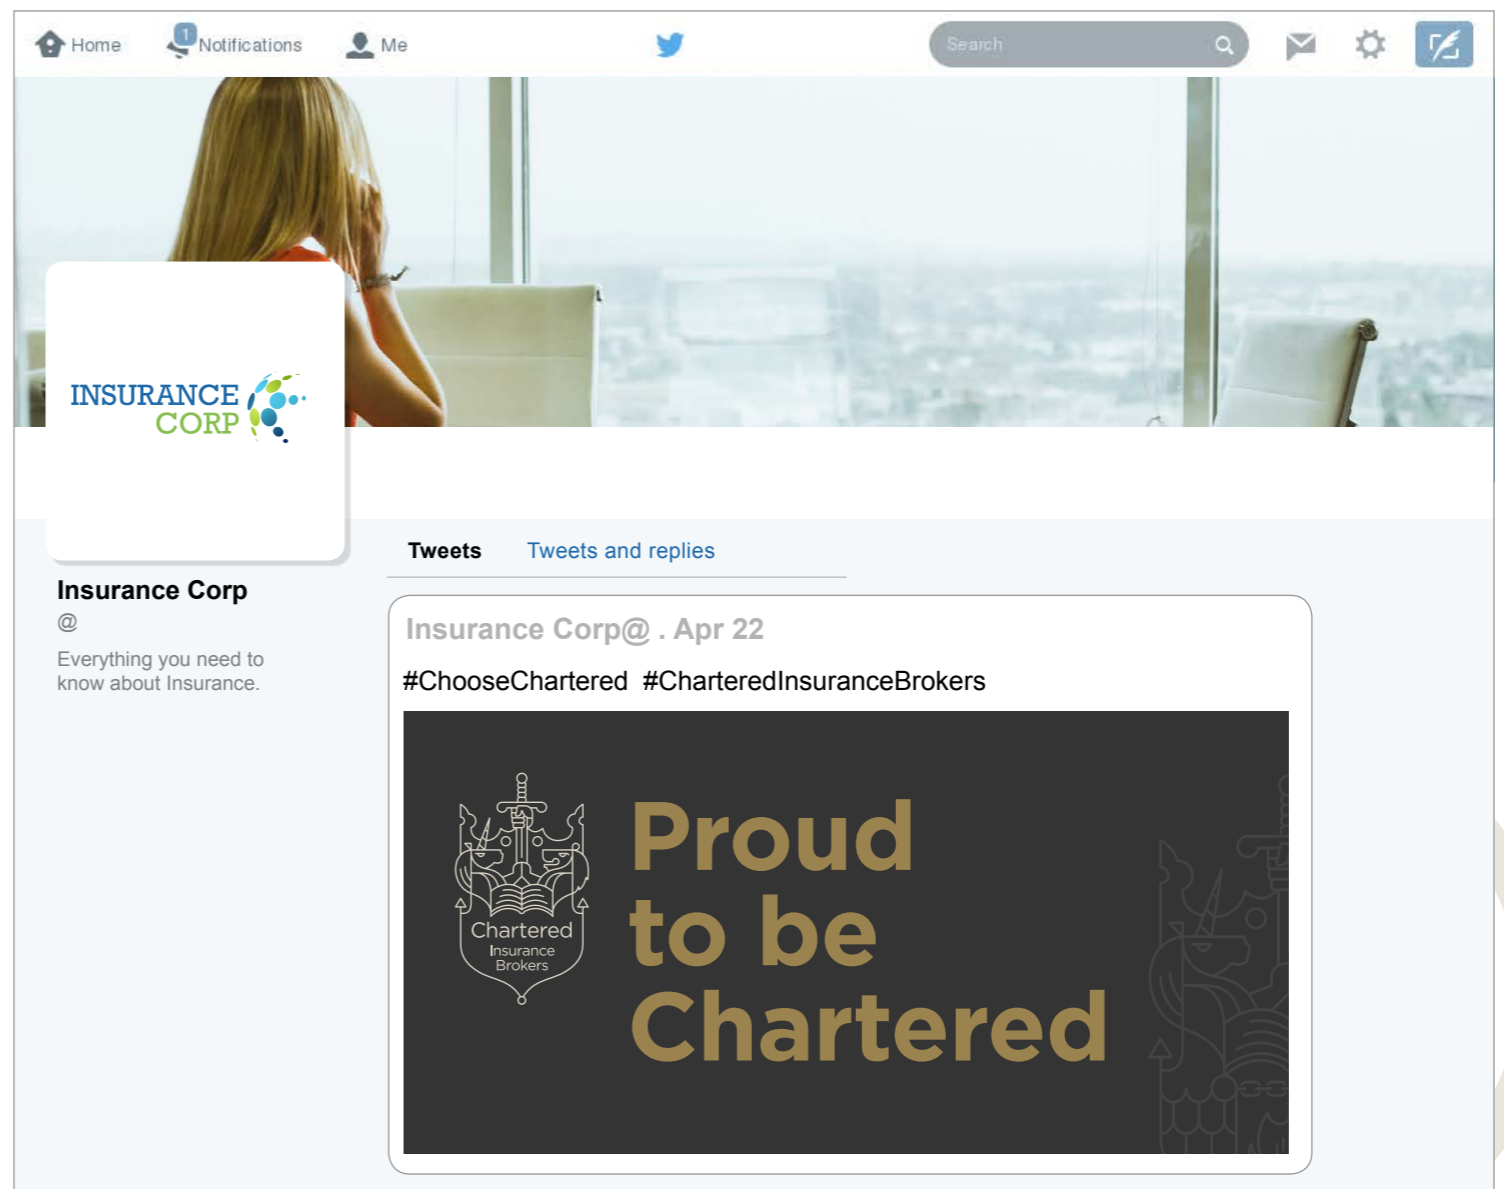 Home
1
Notifications
Me
Search
INSURANCE
CORP
Tweets
Tweets and replies
Insurance Corp
@
Everything you need to
know about Insurance.
Insurance Corp@ . Apr 22
#ChooseChartered #CharteredInsuranceBrokers
Chartered
Insurance
Brokers
Proud
to be
Chartered